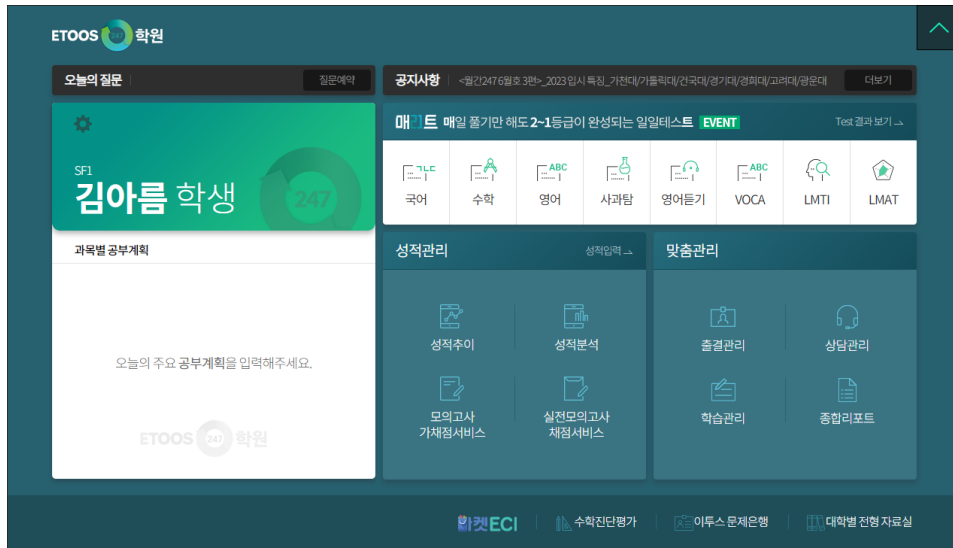 ETOOS 247 학원
오늘의 질문
질문예약
공지사항
<월간247 6월호 3편>_2023 입시 특징_가천대/가톨릭대/건국대/경기대/경희대/고려대/광운대
더보기
SF1
김아름 학생
247
매리트 매일 풀기만 해도 2~1등급이 완성되는 일일테스트 EVENT
Test 결과 보기
국어
수학
ABC
영어
사과탐
영어듣기
ABC
VOCA
LMTI
LMAT
과목별 공부계획
오늘의 주요 공부계획을 입력해주세요.
ETOOS 247 학원
성적관리
성적입력
성적추이
성적분석
모의고사
가채점서비스
실전모의고사
채점서비스
맞춤관리
출결관리
상담관리
학습관리
종합리포트
마켓ECI
수학진단평가
이투스 문제은행
대학별 전형 자료실